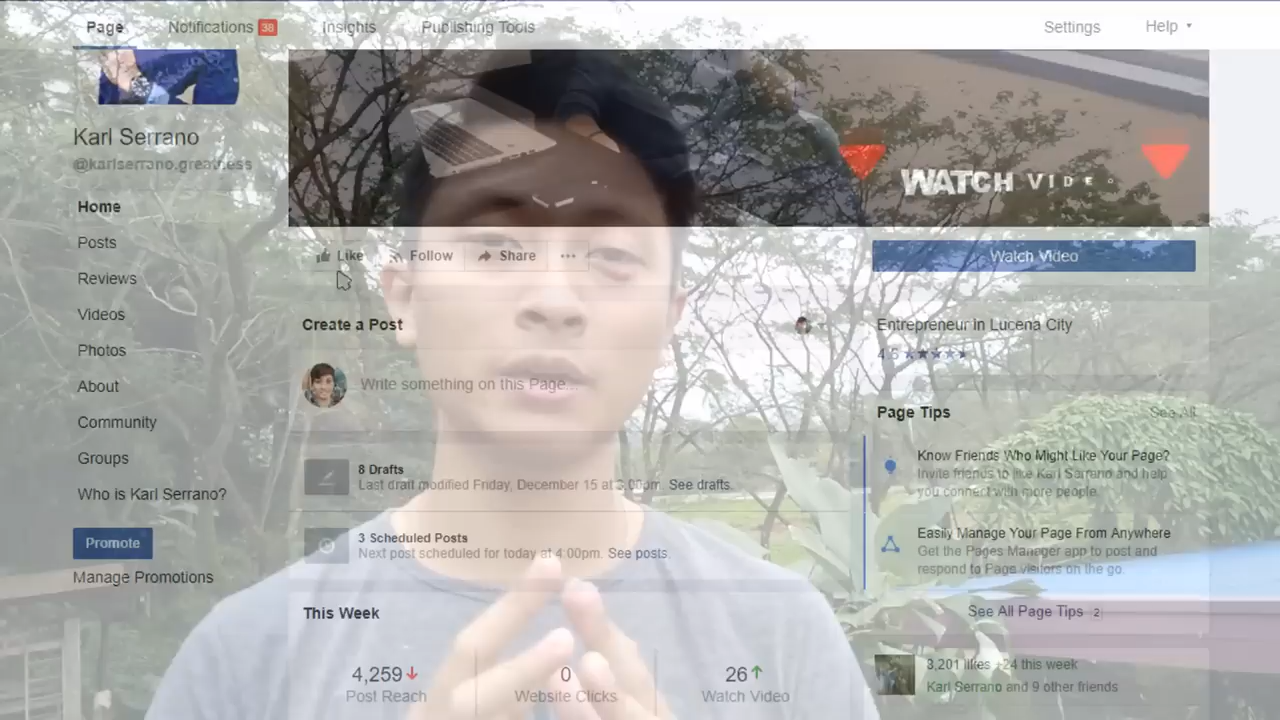 Page
Notifications 38
Insights
Publishing Tools
Settings
Help
Karl Serrano
@karlserrano.greatness
Home
Posts
Reviews
Videos
Photos
About
Community
Groups
Who is Karl Serrano?
Promote
Manage Promotions
WATCH VIDEO
Like
Follow
Share
Watch Video
Create a Post
Write something on this Page...
8 Drafts
Last draft modified Friday, December 15 at 3:00pm. See drafts.
3 Scheduled Posts
Next post scheduled for today at 4:00pm. See posts.
This Week
4,259
Post Reach
0
Website Clicks
26
Watch Video
Entrepreneur in Lucena City
4.6
Page Tips
See All
Know Friends Who Might Like Your Page?
Invite friends to like Karl Serrano and help
you connect with more people.
Easily Manage Your Page From Anywhere
Get the Pages Manager app to post and
respond to Page visitors on the go.
See All Page Tips 2
3,201 likes +24 this week
Karl Serrano and 9 other friends